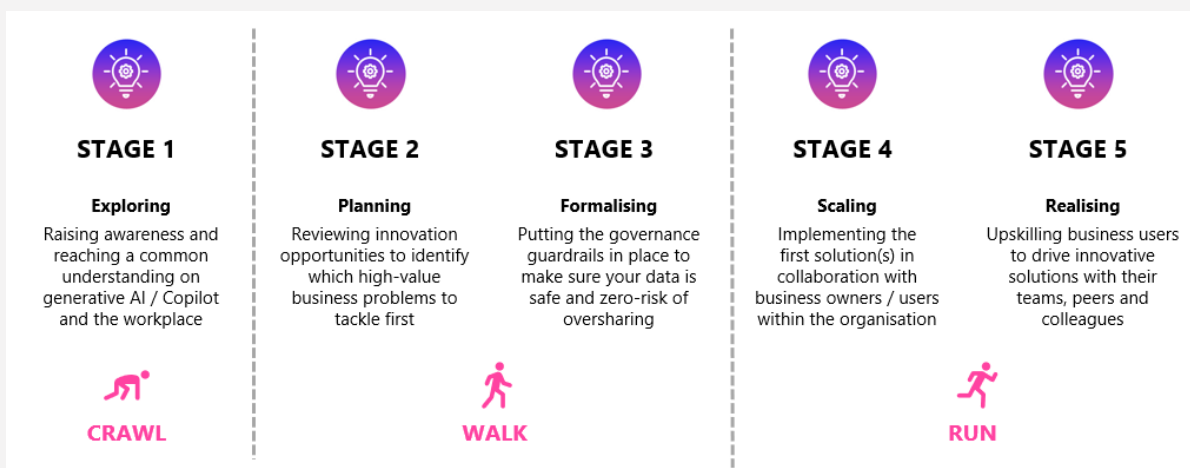 STAGE 1
Exploring
Raising awareness and
reaching a common
understanding on
generative AI / Copilot
and the workplace
CRAWL
STAGE 2
Planning
Reviewing innovation
opportunities to identify
which high-value
business problems to
tackle first
STAGE 3
Formalising
Putting the governance
guardrails in place to
make sure your data is
safe and zero-risk of
oversharing
WALK
STAGE 4
Scaling
Implementing the
first solution(s) in
collaboration with
business owners / users
within the organisation
STAGE 5
Realising
Upskilling business users
to drive innovative
solutions with their
teams, peers and
colleagues
RUN